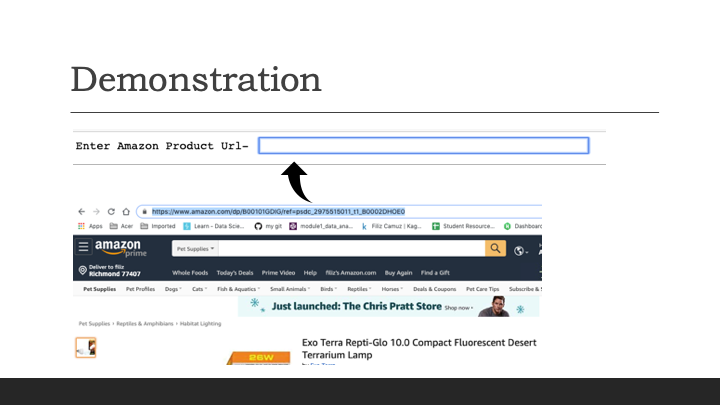 Demonstration
Enter Amazon Product Url-
https://www.amazon.com/dp/B00101GDIG/ref=psdc_2975515011_t1_B0002DHOE0
Apps Acer Imported Learn - Data Scie... my git module1_data_ana... Filiz Camuz | Kag... Student Resource... Dashboard
amazon prime Pet Supplies
Deliver to filiz
Richmond 77407 Whole Foods Today's Deals Prime Video Help filiz's Amazon.com Buy Again Find a Gift
Pet Supplies Pet Profiles Dogs Cats Fish & Aquatics Small Animals Birds Reptiles Horses Deals & Coupons Pet Care Tips Subscribe & S
Just launched: The Chris Pratt Store Shop now ›
Pet Supplies › Reptiles & Amphibians › Habitat Lighting
Exo Terra Repti-Glo 10.0 Compact Fluorescent Desert
Terrarium Lamp
26W
by Exo Terra